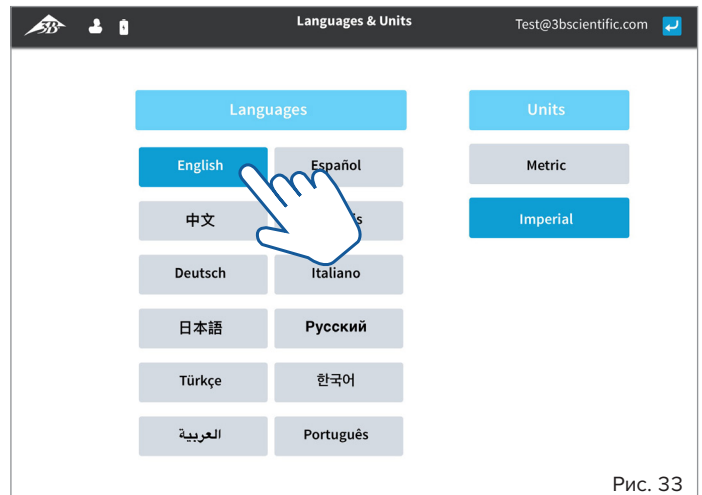 3B Languages & Units Test@3bscientific.com
Languages Units
English Español Metric
中文 Imperial
Deutsch Italiano
日本語 Русский
Türkçe 한국어
العربية Português
Рис. 33